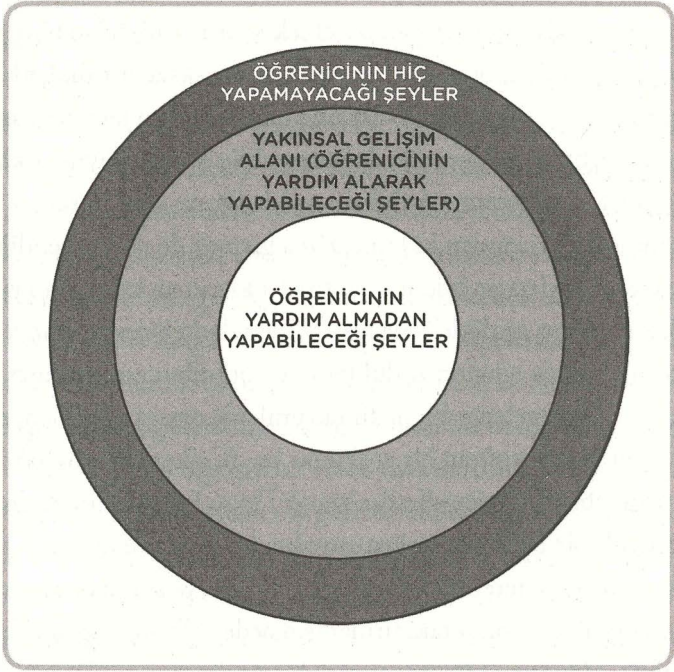 ÖĞRENİCİNİN HİÇ
YAPAMAYACAĞI ŞEYLER
YAKINSAL GELİŞİM
ALANI (ÖĞRENİCİNİN
YARDIM ALARAK
YAPABİLECEĞİ ŞEYLER)
ÖĞRENİCİNİN
YARDIM ALMADAN
YAPABİLECEĞİ ŞEYLER